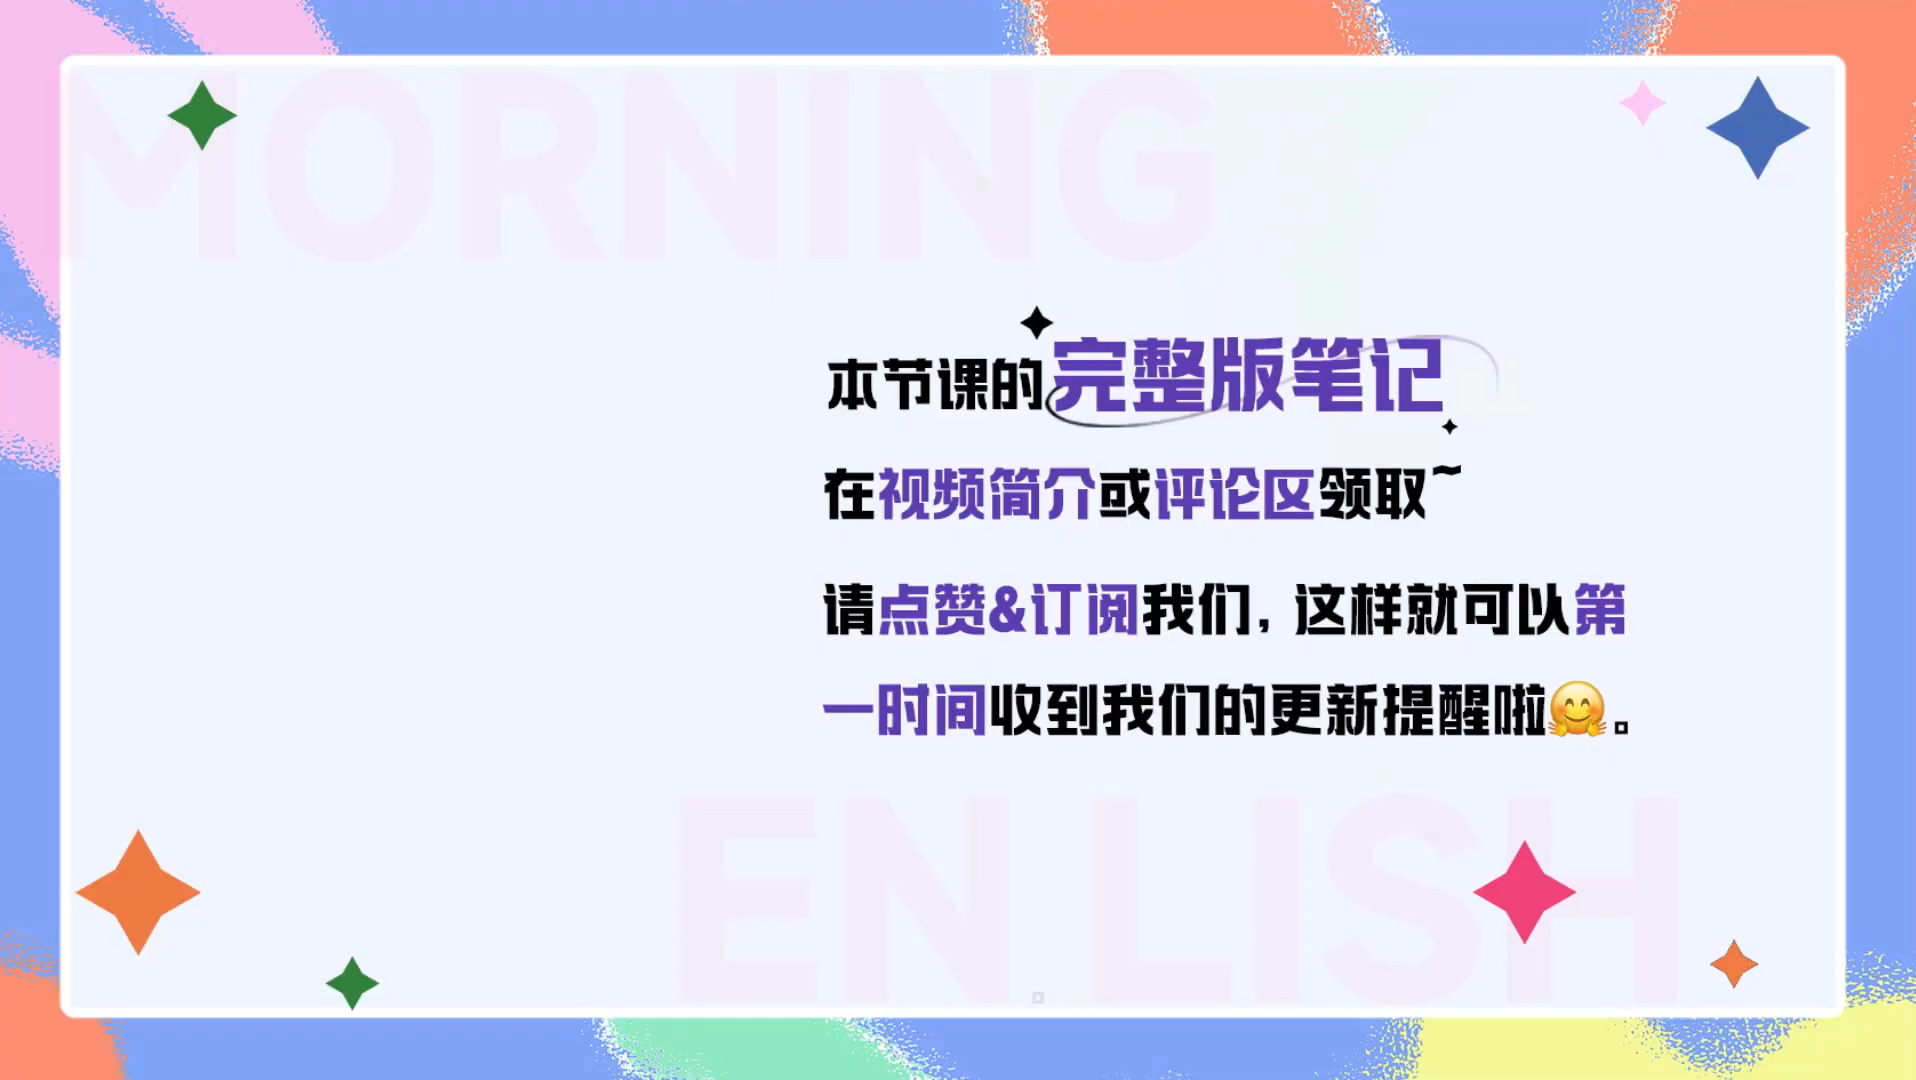 MORNING
本节课的完整版笔记
在视频简介或评论区领取~
请点赞&订阅我们,这样就可以第
一时间收到我们的更新提醒啦🤗。
EN LISH